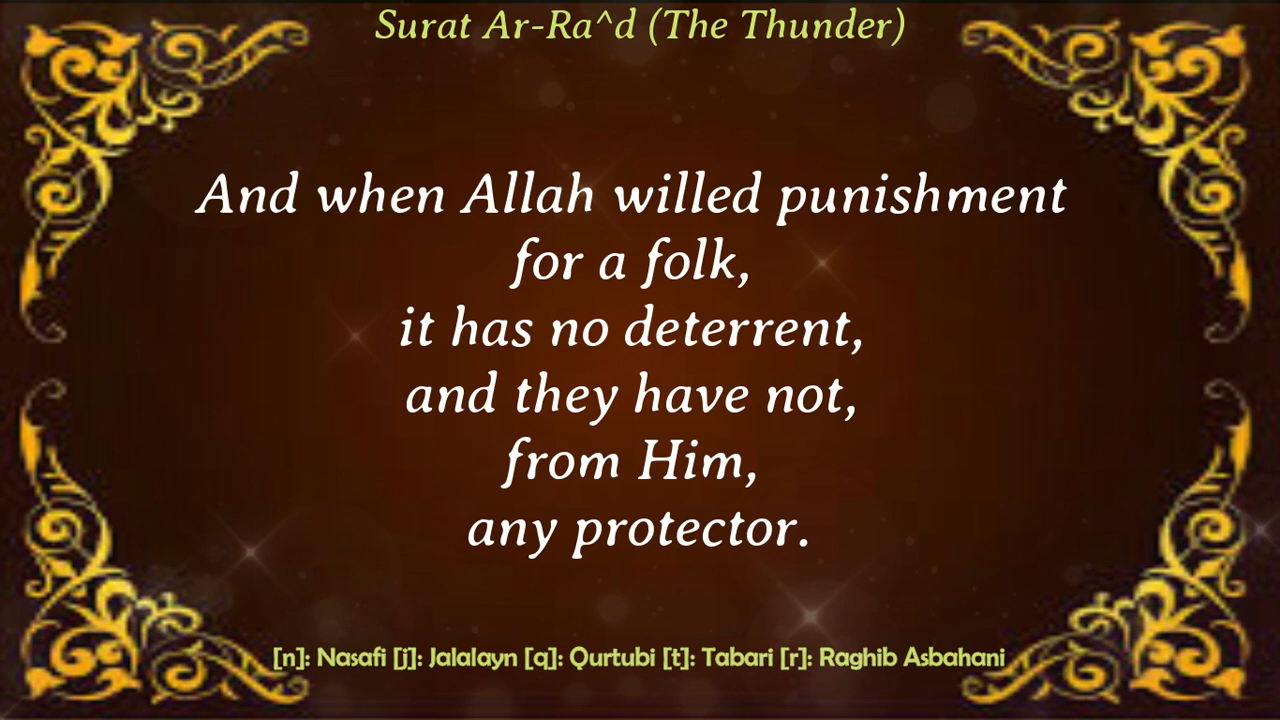 Surat Ar-Ra^d (The Thunder)
And when Allah willed punishment
for a folk,
it has no deterrent,
and they have not,
from Him,
any protector.
[n]: Nasafi [j]: Jalalayn [q]: Qurtubi [t]: Tabari [r]: Raghib Asbahani